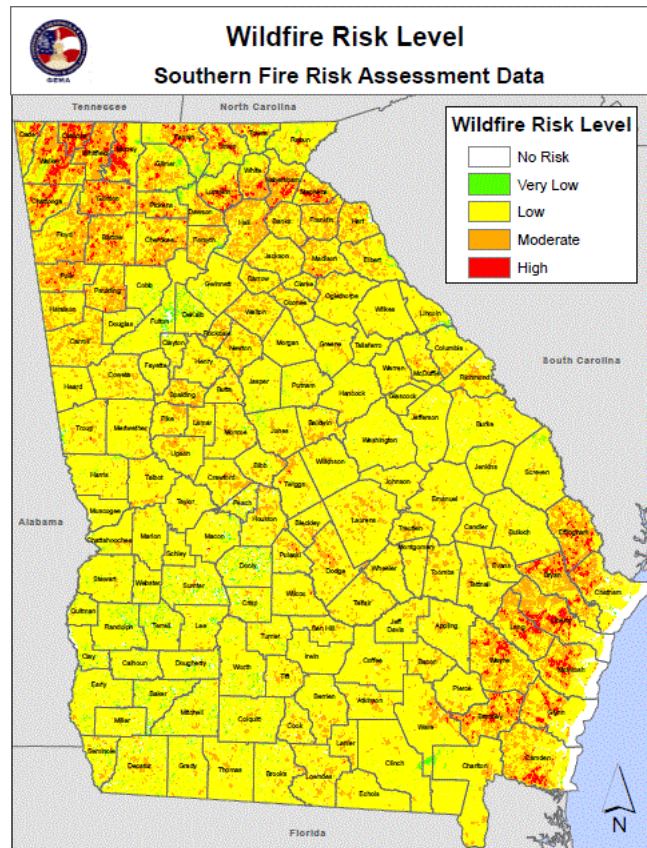 GEMA
Wildfire Risk Level
Southern Fire Risk Assessment Data
Tennessee
North Carolina
Wildfire Risk Level
No Risk
Very Low
Low
Moderate
High
Dade
Walker
Gilmer
Rabun
White
Lumpkin
Habersham
Stephens
Chattooga
Gordon
Pickens
Dawson
Floyd
Bartow
Cherokee
Forsyth
Hall
Banks
Franklin
Hart
Jackson
Madison
Elbert
Polk
Paulding
Cobb
Gwinnett
Barrow
Clarke
Oconee
Oglethorpe
Haralson
Douglas
Fulton
DeKalb
Walton
Wilkes
Lincoln
Rockdale
Carroll
Clayton
Newton
Morgan
Greene
Taliaferro
Columbia
McDuffie
Warren
Richmond
South Carolina
Fayette
Henry
Coweta
Heard
Spalding
Butts
Jasper
Putnam
Hancock
Glascock
Jefferson
Burke
Troup
Meriwether
Pike
Lamar
Monroe
Jones
Baldwin
Washington
Upson
Wilkinson
Jenkins
Screven
Harris
Talbot
Crawford
Bibb
Twiggs
Johnson
Emanuel
Taylor
Peach
Muscogee
Houston
Bleckley
Laurens
Treutlen
Candler
Bulloch
Effingham
Alabama
Chattahoochee
Marion
Macon
Schley
Pulaski
Dodge
Wheeler
Montgomery
Toombs
Evans
Tattnall
Bryan
Chatham
Stewart
Webster
Sumter
Dooly
Wilcox
Telfair
Crisp
Quitman
Randolph
Terrell
Lee
Turner
Ben Hill
Jeff
Davis
Appling
Long
Liberty
Clay
Calhoun
Dougherty
Worth
Irwin
Coffee
Bacon
Wayne
McIntosh
Tift
Early
Baker
Mitchell
Berrien
Atkinson
Pierce
Miller
Colquitt
Cook
Ware
Brantley
Glynn
Lanier
Seminole
Decatur
Grady
Thomas
Brooks
Lowndes
Clinch
Charlton
Camden
Echols
Florida
N